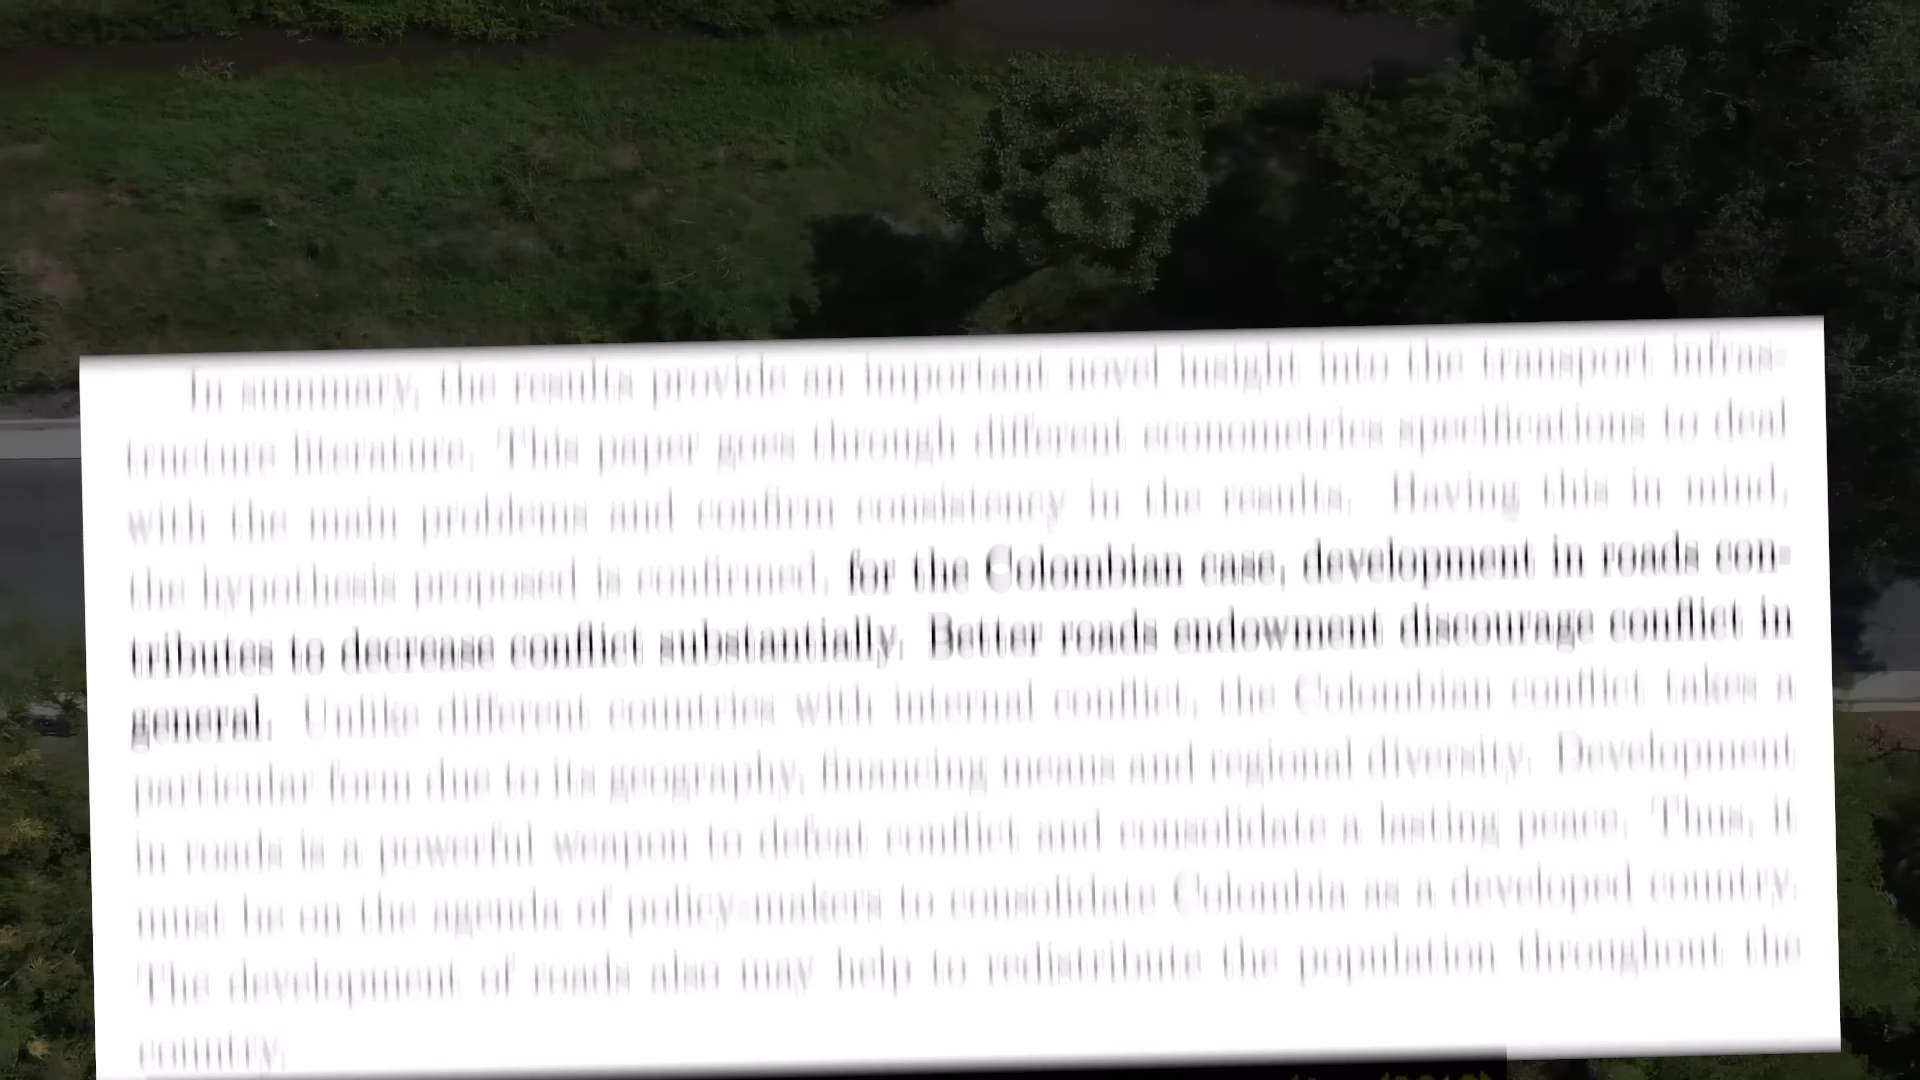 In summary, the results provide an important novel insight into the transport infras-
tructure literature. This paper goes through different econometrics specifications to deal
with the main problems and confirm consistency in the results. Having this in mind,
the hypothesis proposed is confirmed, for the Colombian case, development in roads con-
tributes to decrease conflict substantially. Better roads endowment discourage conflict in
general. Unlike different countries with internal conflict, the Colombian conflict takes a
particular form due to its geography, financing means and regional diversity. Development
in roads is a powerful weapon to defeat conflict and consolidate a lasting peace. Thus, it
must be on the agenda of policy-makers to consolidate Colombia as a developed country.
The development of roads also may help to redistribute the population throughout the
country.